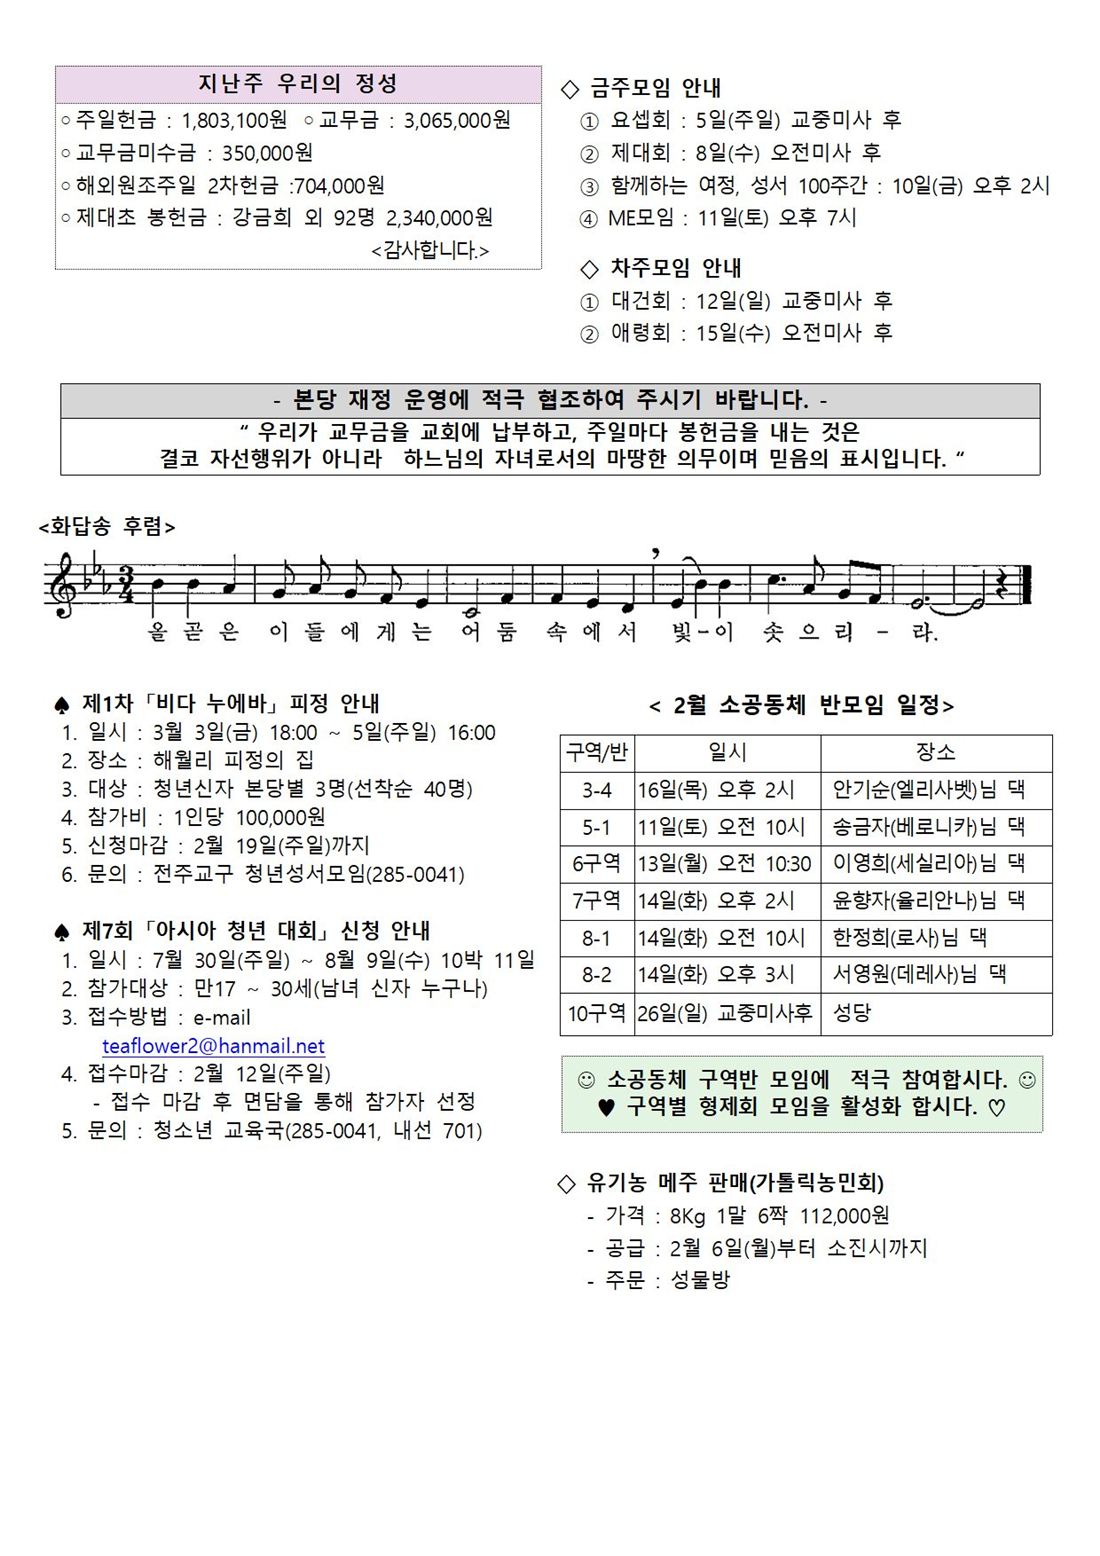 지난주 우리의 정성
○ 주일헌금 : 1,803,100원 ○ 교무금 : 3,065,000원
○ 교무금미수금 : 350,000원
○ 해외원조주일 2차헌금 :704,000원
○ 제대초 봉헌금 : 강금희 외 92명 2,340,000원
<감사합니다.>
◇ 금주모임 안내
① 요셉회 : 5일(주일) 교중미사 후
② 제대회 : 8일(수) 오전미사 후
③ 함께하는 여정, 성서 100주간 : 10일(금) 오후 2시
④ ME모임 : 11일(토) 오후 7시
◇ 차주모임 안내
① 대건회 : 12일(일) 교중미사 후
② 애령회 : 15일(수) 오전미사 후
- 본당 재정 운영에 적극 협조하여 주시기 바랍니다. -
“ 우리가 교무금을 교회에 납부하고, 주일마다 봉헌금을 내는 것은
결코 자선행위가 아니라 하느님의 자녀로서의 마땅한 의무이며 믿음의 표시입니다. “
<화답송 후렴>
3
4
올 곧 은 이 들 에 게 는 어 둠 속 에 서 빛 - 이 솟 으 리 - 라.
♠ 제1차「비다 누에바」피정 안내
1. 일시 : 3월 3일(금) 18:00 ~ 5일(주일) 16:00
2. 장소 : 해월리 피정의 집
3. 대상 : 청년신자 본당별 3명(선착순 40명)
4. 참가비 : 1인당 100,000원
5. 신청마감 : 2월 19일(주일)까지
6. 문의 : 전주교구 청년성서모임(285-0041)
♠ 제7회「아시아 청년 대회」신청 안내
1. 일시 : 7월 30일(주일) ~ 8월 9일(수) 10박 11일
2. 참가대상 : 만17 ~ 30세(남녀 신자 누구나)
3. 접수방법 : e-mail
teaflower2@hanmail.net
4. 접수마감 : 2월 12일(주일)
- 접수 마감 후 면담을 통해 참가자 선정
5. 문의 : 청소년 교육국(285-0041, 내선 701)
< 2월 소공동체 반모임 일정>
구역/반 일시 장소
3-4 16일(목) 오후 2시 안기순(엘리사벳)님 댁
5-1 11일(토) 오전 10시 송금자(베로니카)님 댁
6구역 13일(월) 오전 10:30 이영희(세실리아)님 댁
7구역 14일(화) 오후 2시 윤향자(율리안나)님 댁
8-1 14일(화) 오전 10시 한정희(로사)님 댁
8-2 14일(화) 오후 3시 서영원(데레사)님 댁
10구역 26일(일) 교중미사후 성당
☺ 소공동체 구역반 모임에 적극 참여합시다. ☺
♥ 구역별 형제회 모임을 활성화 합시다. ♡
◇ 유기농 메주 판매(가톨릭농민회)
- 가격 : 8Kg 1말 6짝 112,000원
- 공급 : 2월 6일(월)부터 소진시까지
- 주문 : 성물방